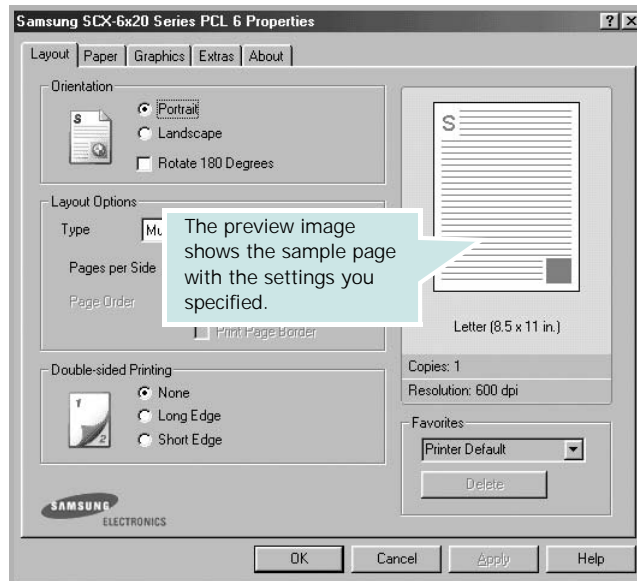 Samsung SCX-6x20 Series PCL 6 Properties
Layout Paper Graphics Extras About
Orientation
Portrait
Landscape
Rotate 180 Degrees
Layout Options
Type
Pages per Side
Page Order
Print Page Border
The preview image
shows the sample page
with the settings you
specified.
Double-sided Printing
None
Long Edge
Short Edge
S
S
1
2
Letter (8.5 x 11 in.)
Copies: 1
Resolution: 600 dpi
Favorites
Printer Default
Delete
SAMSUNG
ELECTRONICS
OK Cancel Apply Help